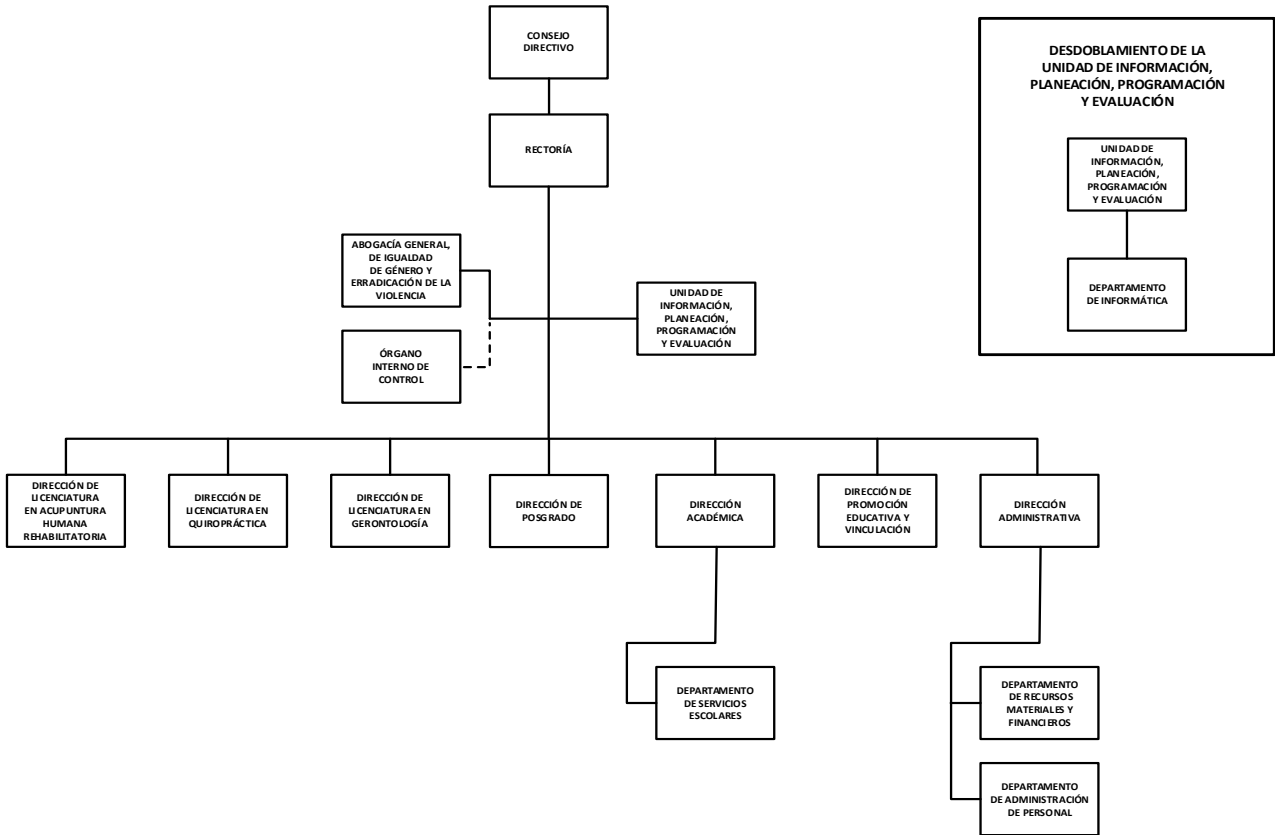 CONSEJO
DIRECTIVO
RECTORÍA
ABOGACÍA GENERAL,
DE IGUALDAD
DE GÉNERO Y
ERRADICACIÓN DE LA
VIOLENCIA
ÓRGANO
INTERNO DE
CONTROL
UNIDAD DE
INFORMACIÓN,
PLANEACIÓN,
PROGRAMACIÓN
Y EVALUACIÓN
DIRECCIÓN DE
LICENCIATURA
EN ACUPUNTURA
HUMANA
REHABILITATORIA
DIRECCIÓN DE
LICENCIATURA EN
QUIROPRÁCTICA
DIRECCIÓN DE
LICENCIATURA EN
GERONTOLOGÍA
DIRECCIÓN DE
POSGRADO
DIRECCIÓN
ACADÉMICA
DIRECCIÓN DE
PROMOCIÓN
EDUCATIVA Y
VINCULACIÓN
DIRECCIÓN
ADMINISTRATIVA
DEPARTAMENTO
DE SERVICIOS
ESCOLARES
DEPARTAMENTO
DE RECURSOS
MATERIALES Y
FINANCIEROS
DEPARTAMENTO
DE ADMINISTRACIÓN
DE PERSONAL
DESDOBLAMIENTO DE LA
UNIDAD DE INFORMACIÓN,
PLANEACIÓN, PROGRAMACIÓN
Y EVALUACIÓN
UNIDAD DE
INFORMACIÓN,
PLANEACIÓN,
PROGRAMACIÓN
Y EVALUACIÓN
DEPARTAMENTO
DE INFORMÁTICA